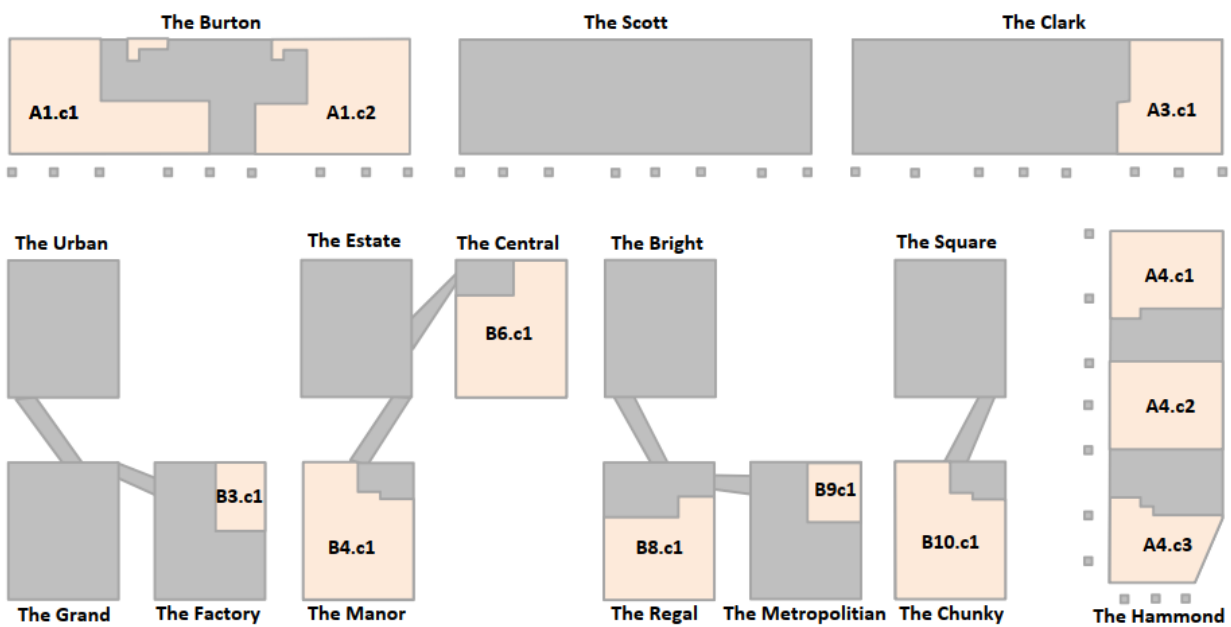 The Burton
The Scott
The Clark
A1.c1
A1.c2
A3.c1
The Urban
The Estate
The Central
The Bright
The Square
A4.c1
B6.c1
A4.c2
B3.c1
B9c1
B4.c1
B8.c1
B10.c1
A4.c3
The Grand
The Factory
The Manor
The Regal
The Metropolitian
The Chunky
The Hammond